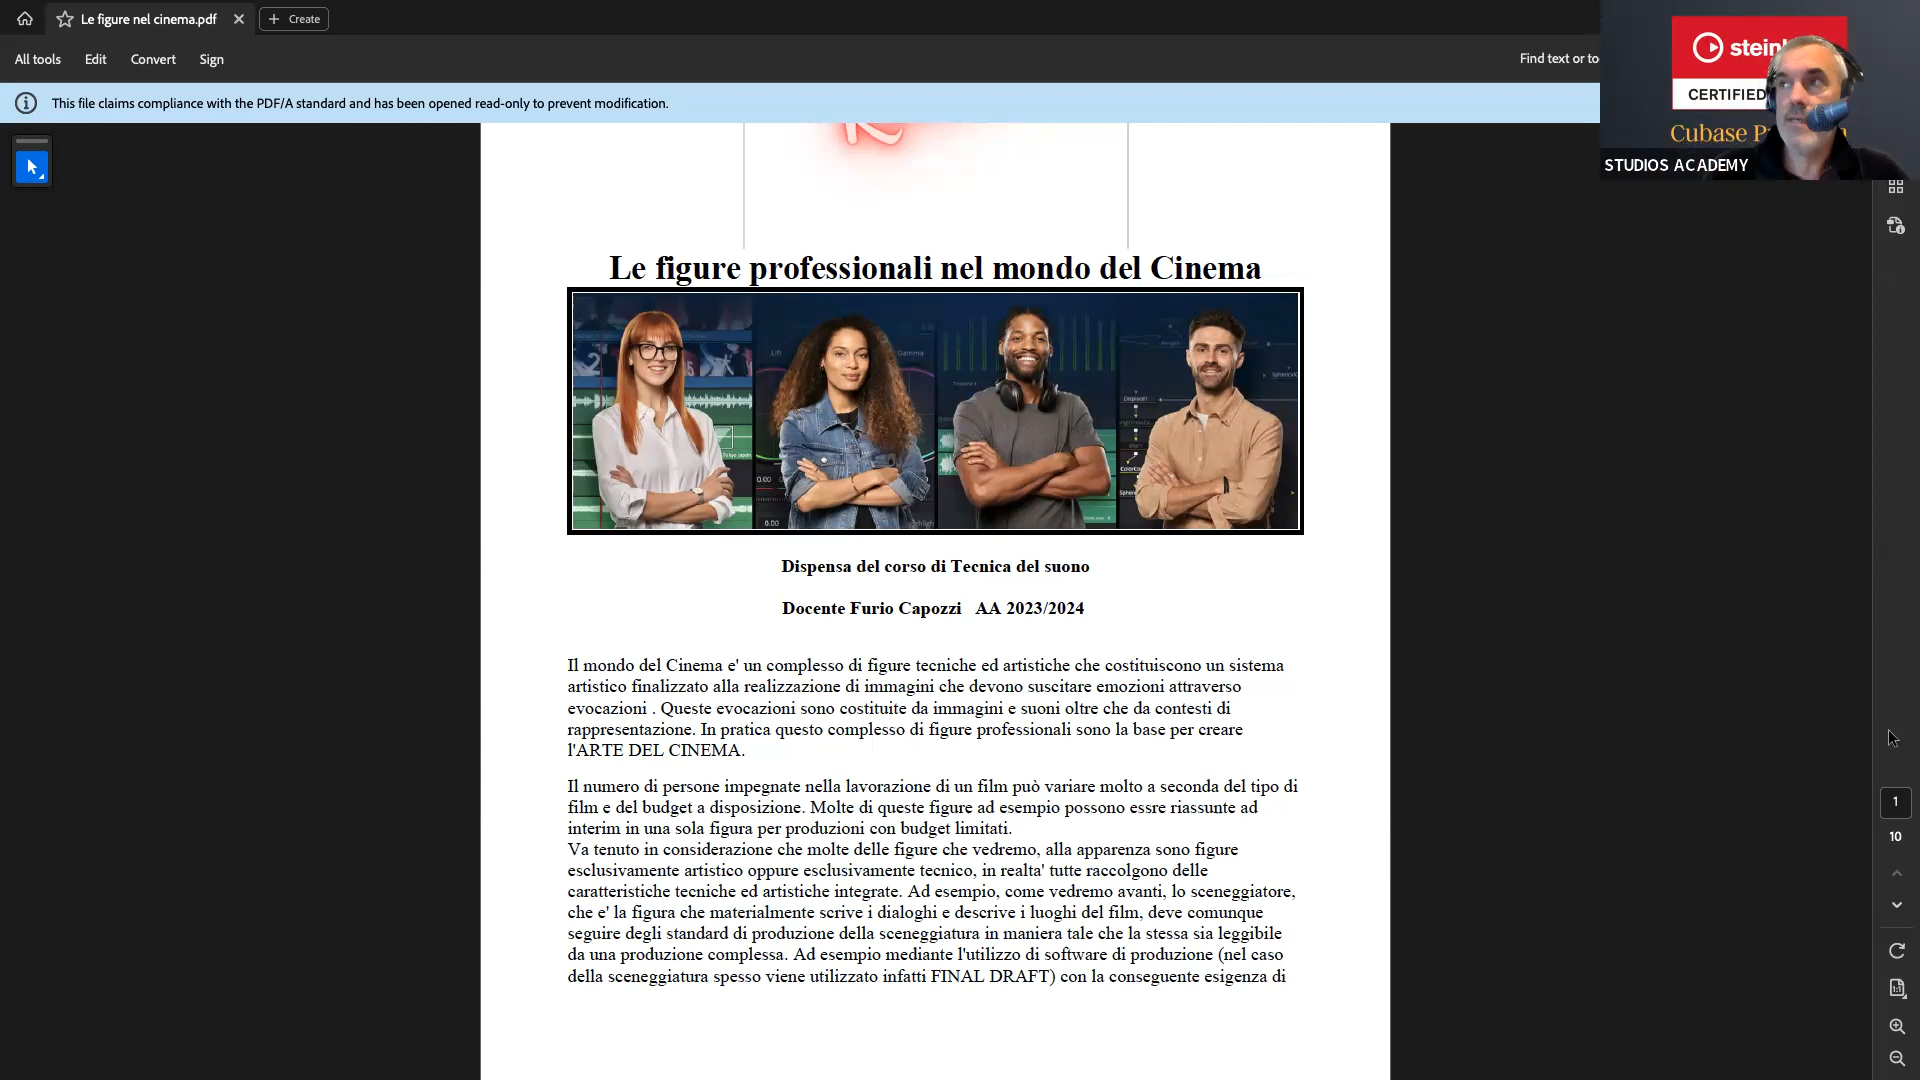 Le figure nel cinema.pdf
Create
All tools
Edit
Convert
Sign
Find text or to
This file claims compliance with the PDF/A standard and has been opened read-only to prevent modification.
CERTIFIED
Cubase
STUDIOS ACADEMY
Le figure professionali nel mondo del Cinema
Lift
Gamma
0.00
0.00
Dispensa del corso di Tecnica del suono
Docente Furio Capozzi AA 2023/2024
Il mondo del Cinema e' un complesso di figure tecniche ed artistiche che costituiscono un sistema
artistico finalizzato alla realizzazione di immagini che devono suscitare emozioni attraverso
evocazioni . Queste evocazioni sono costituite da immagini e suoni oltre che da contesti di
rappresentazione. In pratica questo complesso di figure professionali sono la base per creare
l'ARTE DEL CINEMA.
Il numero di persone impegnate nella lavorazione di un film può variare molto a seconda del tipo di
film e del budget a disposizione. Molte di queste figure ad esempio possono essre riassunte ad
interim in una sola figura per produzioni con budget limitati.
Va tenuto in considerazione che molte delle figure che vedremo, alla apparenza sono figure
esclusivamente artistico oppure esclusivamente tecnico, in realta' tutte raccolgono delle
caratteristiche tecniche ed artistiche integrate. Ad esempio, come vedremo avanti, lo sceneggiatore,
che e' la figura che materialmente scrive i dialoghi e descrive i luoghi del film, deve comunque
seguire degli standard di produzione della sceneggiatura in maniera tale che la stessa sia leggibile
da una produzione complessa. Ad esempio mediante l'utilizzo di software di produzione (nel caso
della sceneggiatura spesso viene utilizzato infatti FINAL DRAFT) con la conseguente esigenza di
1
10